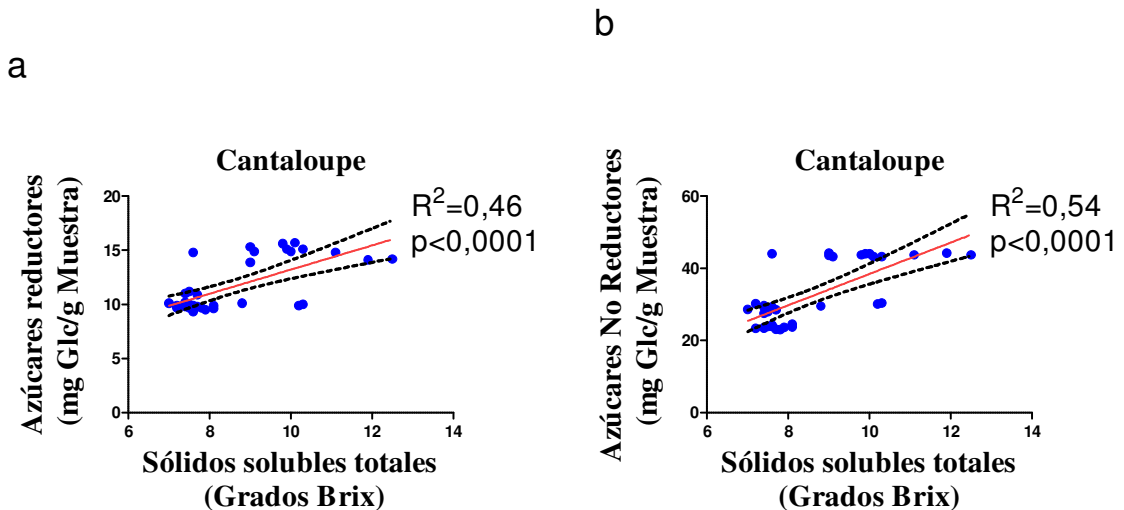 a
Cantaloupe
Azúcares reductores
(mg Glc/g Muestra)
20
15
10
5
0
6 8 10 12 14
R²=0,46
p<0,0001
Sólidos solubles totales
(Grados Brix)
b
Cantaloupe
Azúcares No Reductores
(mg Glc/g Muestra)
60
40
20
0
6 8 10 12 14
R²=0,54
p<0,0001
Sólidos solubles totales
(Grados Brix)